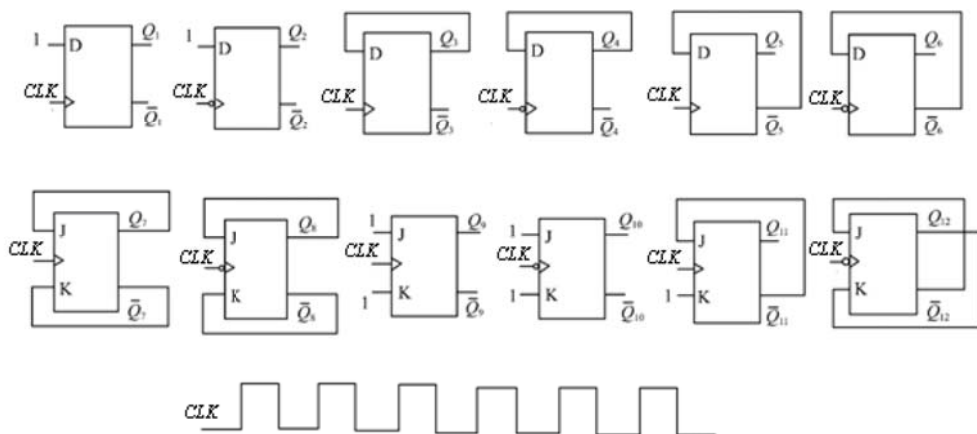 1 D Q₁ CLK Q̄₁
1 D Q₂ CLK Q̄₂
D Q₃ CLK Q̄₃
D Q₄ CLK Q̄₄
D Q₅ CLK Q̄₅
D Q₆ CLK Q̄₆
J Q₇ CLK K Q̄₇
J Q₈ CLK K Q̄₈
1 J Q₉ CLK 1 K Q̄₉
1 J Q₁₀ CLK 1 K Q̄₁₀
J Q₁₁ CLK 1 K Q̄₁₁
J Q₁₂ CLK K Q̄₁₂
CLK